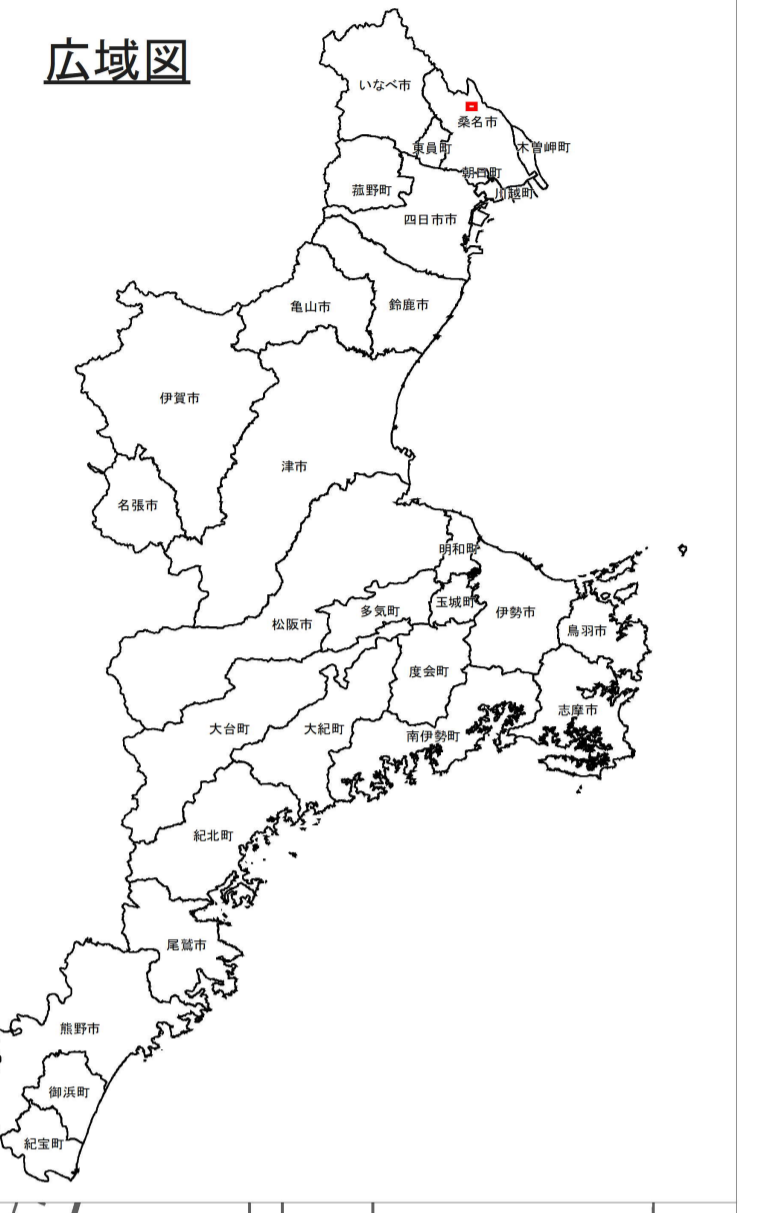 広域図
いなべ市
桑名市
東員町
木曽岬町
朝日町
菰野町
川越町
四日市市
亀山市
鈴鹿市
伊賀市
津市
名張市
明和町
玉城町
多気町
伊勢市
松阪市
鳥羽市
度会町
志摩市
大台町
大紀町
南伊勢町
紀北町
尾鷲市
熊野市
御浜町
紀宝町